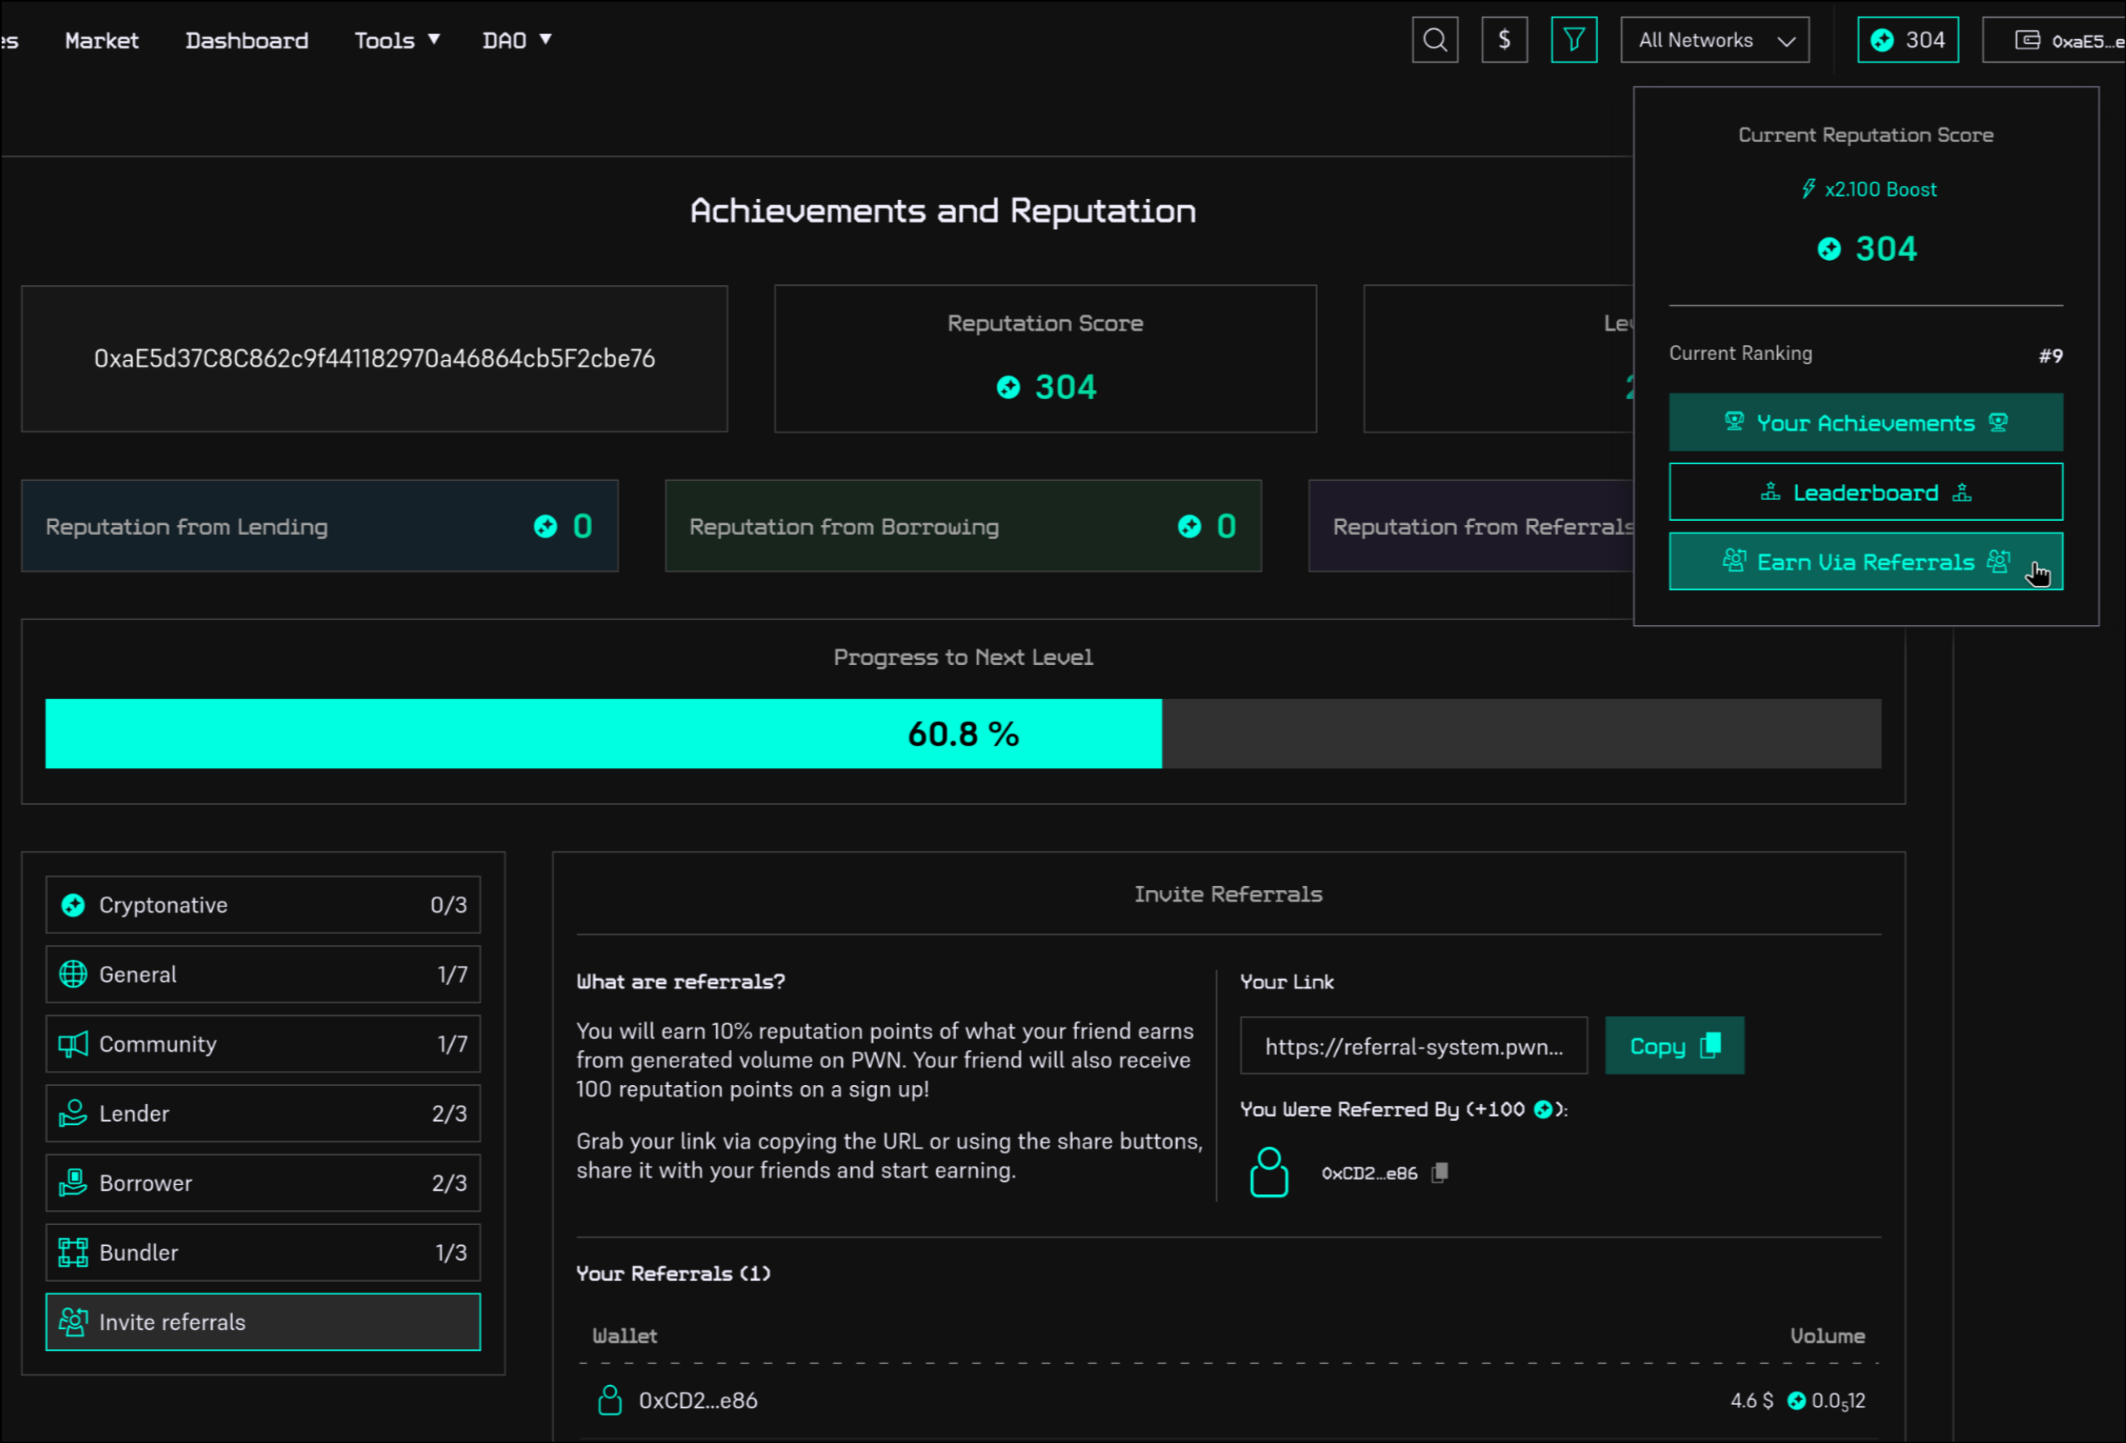 es Market Dashboard Tools ▼ DAO ▼ $ All Networks 304 0xaE5...e
Current Reputation Score
x2.100 Boost
304
Current Ranking #9
Your Achievements
Leaderboard
Earn Via Referrals
Achievements and Reputation
0xaE5d37C8C862c9f441182970a46864cb5F2cbe76
Reputation Score
304
Le
2
Reputation from Lending 0
Reputation from Borrowing 0
Reputation from Referrals
Progress to Next Level
60.8 %
Cryptonative 0/3
General 1/7
Community 1/7
Lender 2/3
Borrower 2/3
Bundler 1/3
Invite referrals
Invite Referrals
What are referrals?
You will earn 10% reputation points of what your friend earns
from generated volume on PWN. Your friend will also receive
100 reputation points on a sign up!
Grab your link via copying the URL or using the share buttons,
share it with your friends and start earning.
Your Link
https://referral-system.pwn...
Copy
You Were Referred By (+100 ):
0xCD2...e86
Your Referrals (1)
Wallet Volume
0xCD2...e86 4.6 $ 0.0₅12